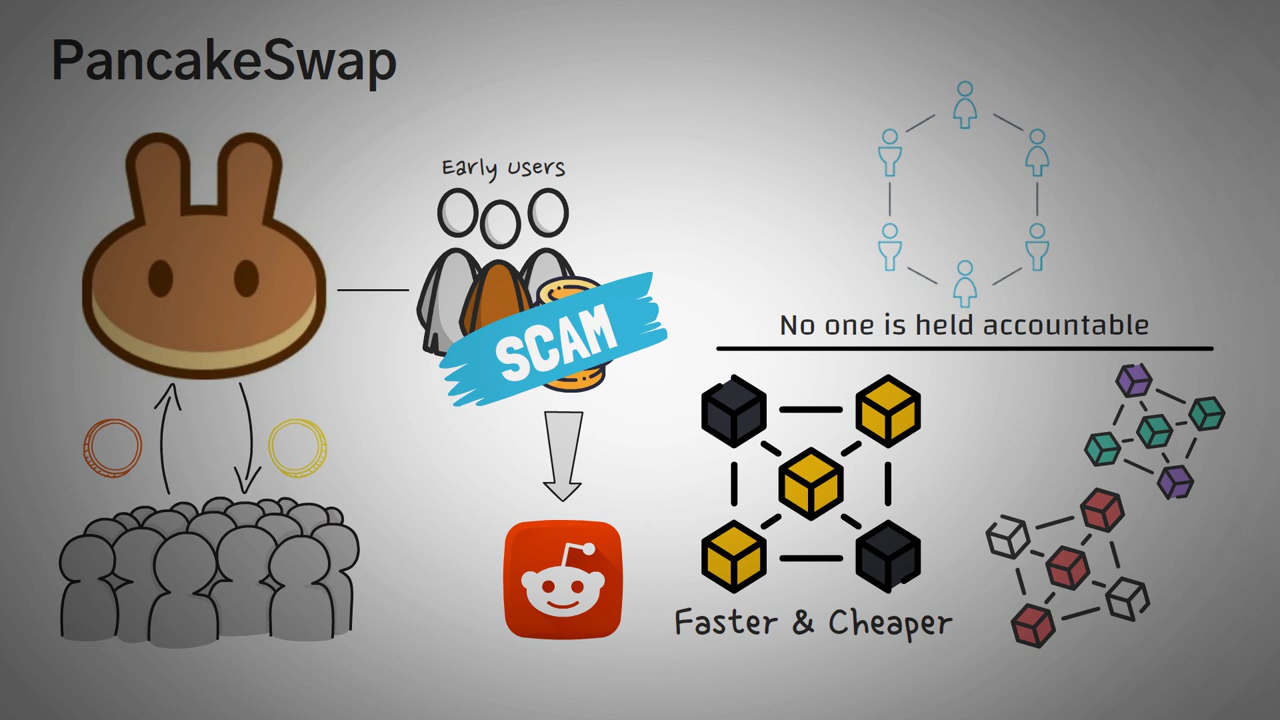 PancakeSwap
Early users
SCAM
No one is held accountable
Faster & Cheaper